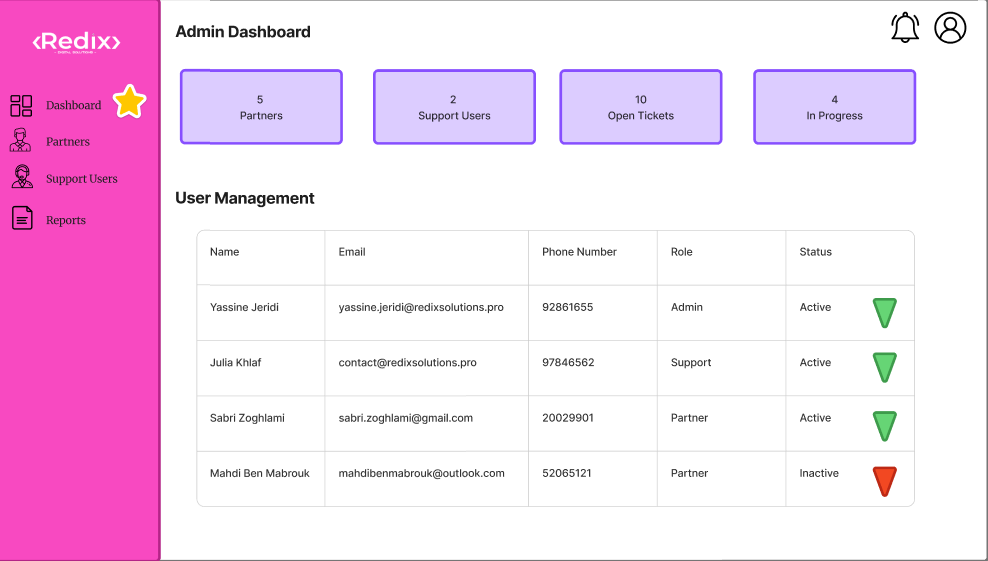 ‹Redix›
DIGITAL SOLUTIONS
Dashboard
Partners
Support Users
Reports
Admin Dashboard
5
Partners
2
Support Users
10
Open Tickets
4
In Progress
User Management
Name Email Phone Number Role Status
Yassine Jeridi yassine.jeridi@redixsolutions.pro 92861655 Admin Active
Julia Khlaf contact@redixsolutions.pro 97846562 Support Active
Sabri Zoghlami sabri.zoghlami@gmail.com 20029901 Partner Active
Mahdi Ben Mabrouk mahdibenmabrouk@outlook.com 52065121 Partner Inactive